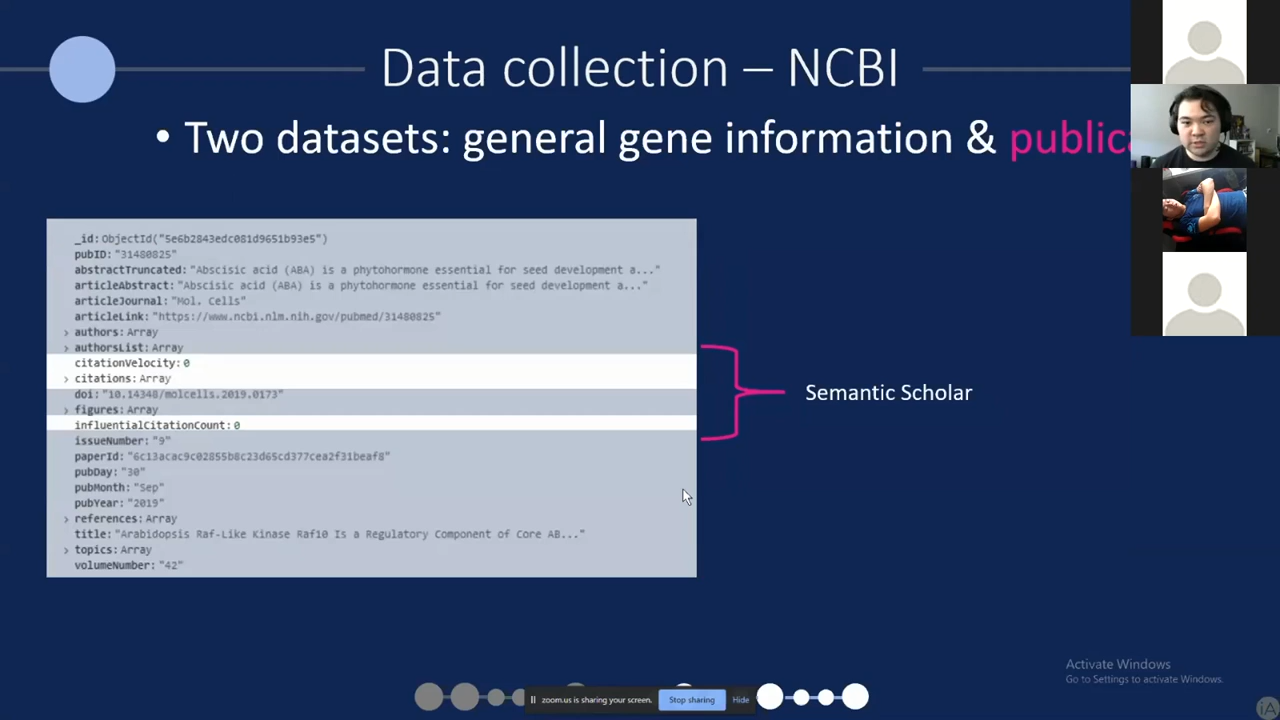 Data collection – NCBI
• Two datasets: general gene information &
_id: ObjectId("5e6b2843edc081d9651b93e5")
pubID: "31480825"
abstractTruncated: "Abscisic acid (ABA) is a phytohormone essential for seed development a..."
articleAbstract: "Abscisic acid (ABA) is a phytohormone essential for seed development a..."
articleJournal: "Mol. Cells"
articleLink: "https://www.ncbi.nlm.nih.gov/pubmed/31480825"
> authors: Array
> authorsList: Array
citationVelocity: 0
> citations: Array
doi: "10.14348/molcells.2019.0173"
> figures: Array
influentialCitationCount: 0
issueNumber: "9"
paperId: "6c13acac9c02855b8c23d65cd377cea2f31beaf8"
pubDay: "30"
pubMonth: "Sep"
pubYear: "2019"
> references: Array
title: "Arabidopsis Raf-Like Kinase Raf10 Is a Regulatory Component of Core AB..."
> topics: Array
volumeNumber: "42"
Semantic Scholar
Activate Windows
Go to Settings to activate Windows.
zoom.us is sharing your screen. Stop sharing Hide
iA